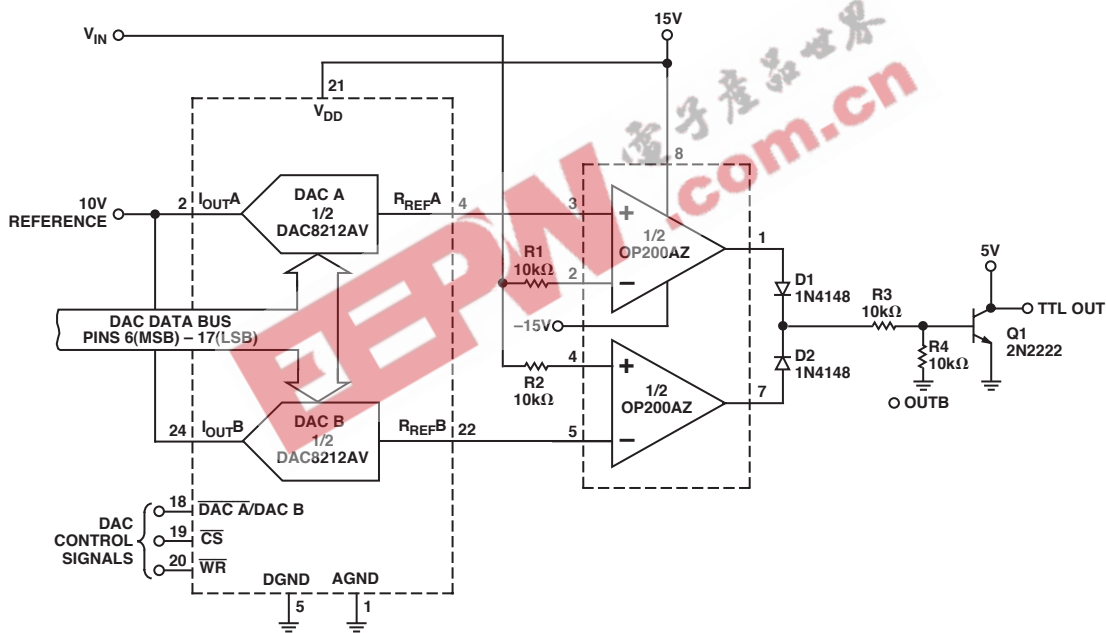 15V
VIN
21
VDD
電子產品世界
.com.cn
EEPW
8
10V
REFERENCE
2
IOUTA
DAC A
1/2
DAC8212AV
RREFA
4
3
+
1/2
OP200AZ
R1
10kΩ
2
−
1
D1
1N4148
5V
TTL OUT
Q1
2N2222
R3
10kΩ
R4
10kΩ
OUTB
DAC DATA BUS
PINS 6(MSB) – 17(LSB)
–15V
D2
1N4148
4
+
R2
10kΩ
1/2
OP200AZ
7
5
−
24
IOUTB
DAC B
1/2
DAC8212AV
RREFB
22
DAC
CONTROL
SIGNALS
18
DAC A/DAC B
19
CS
20
WR
DGND
AGND
5
1